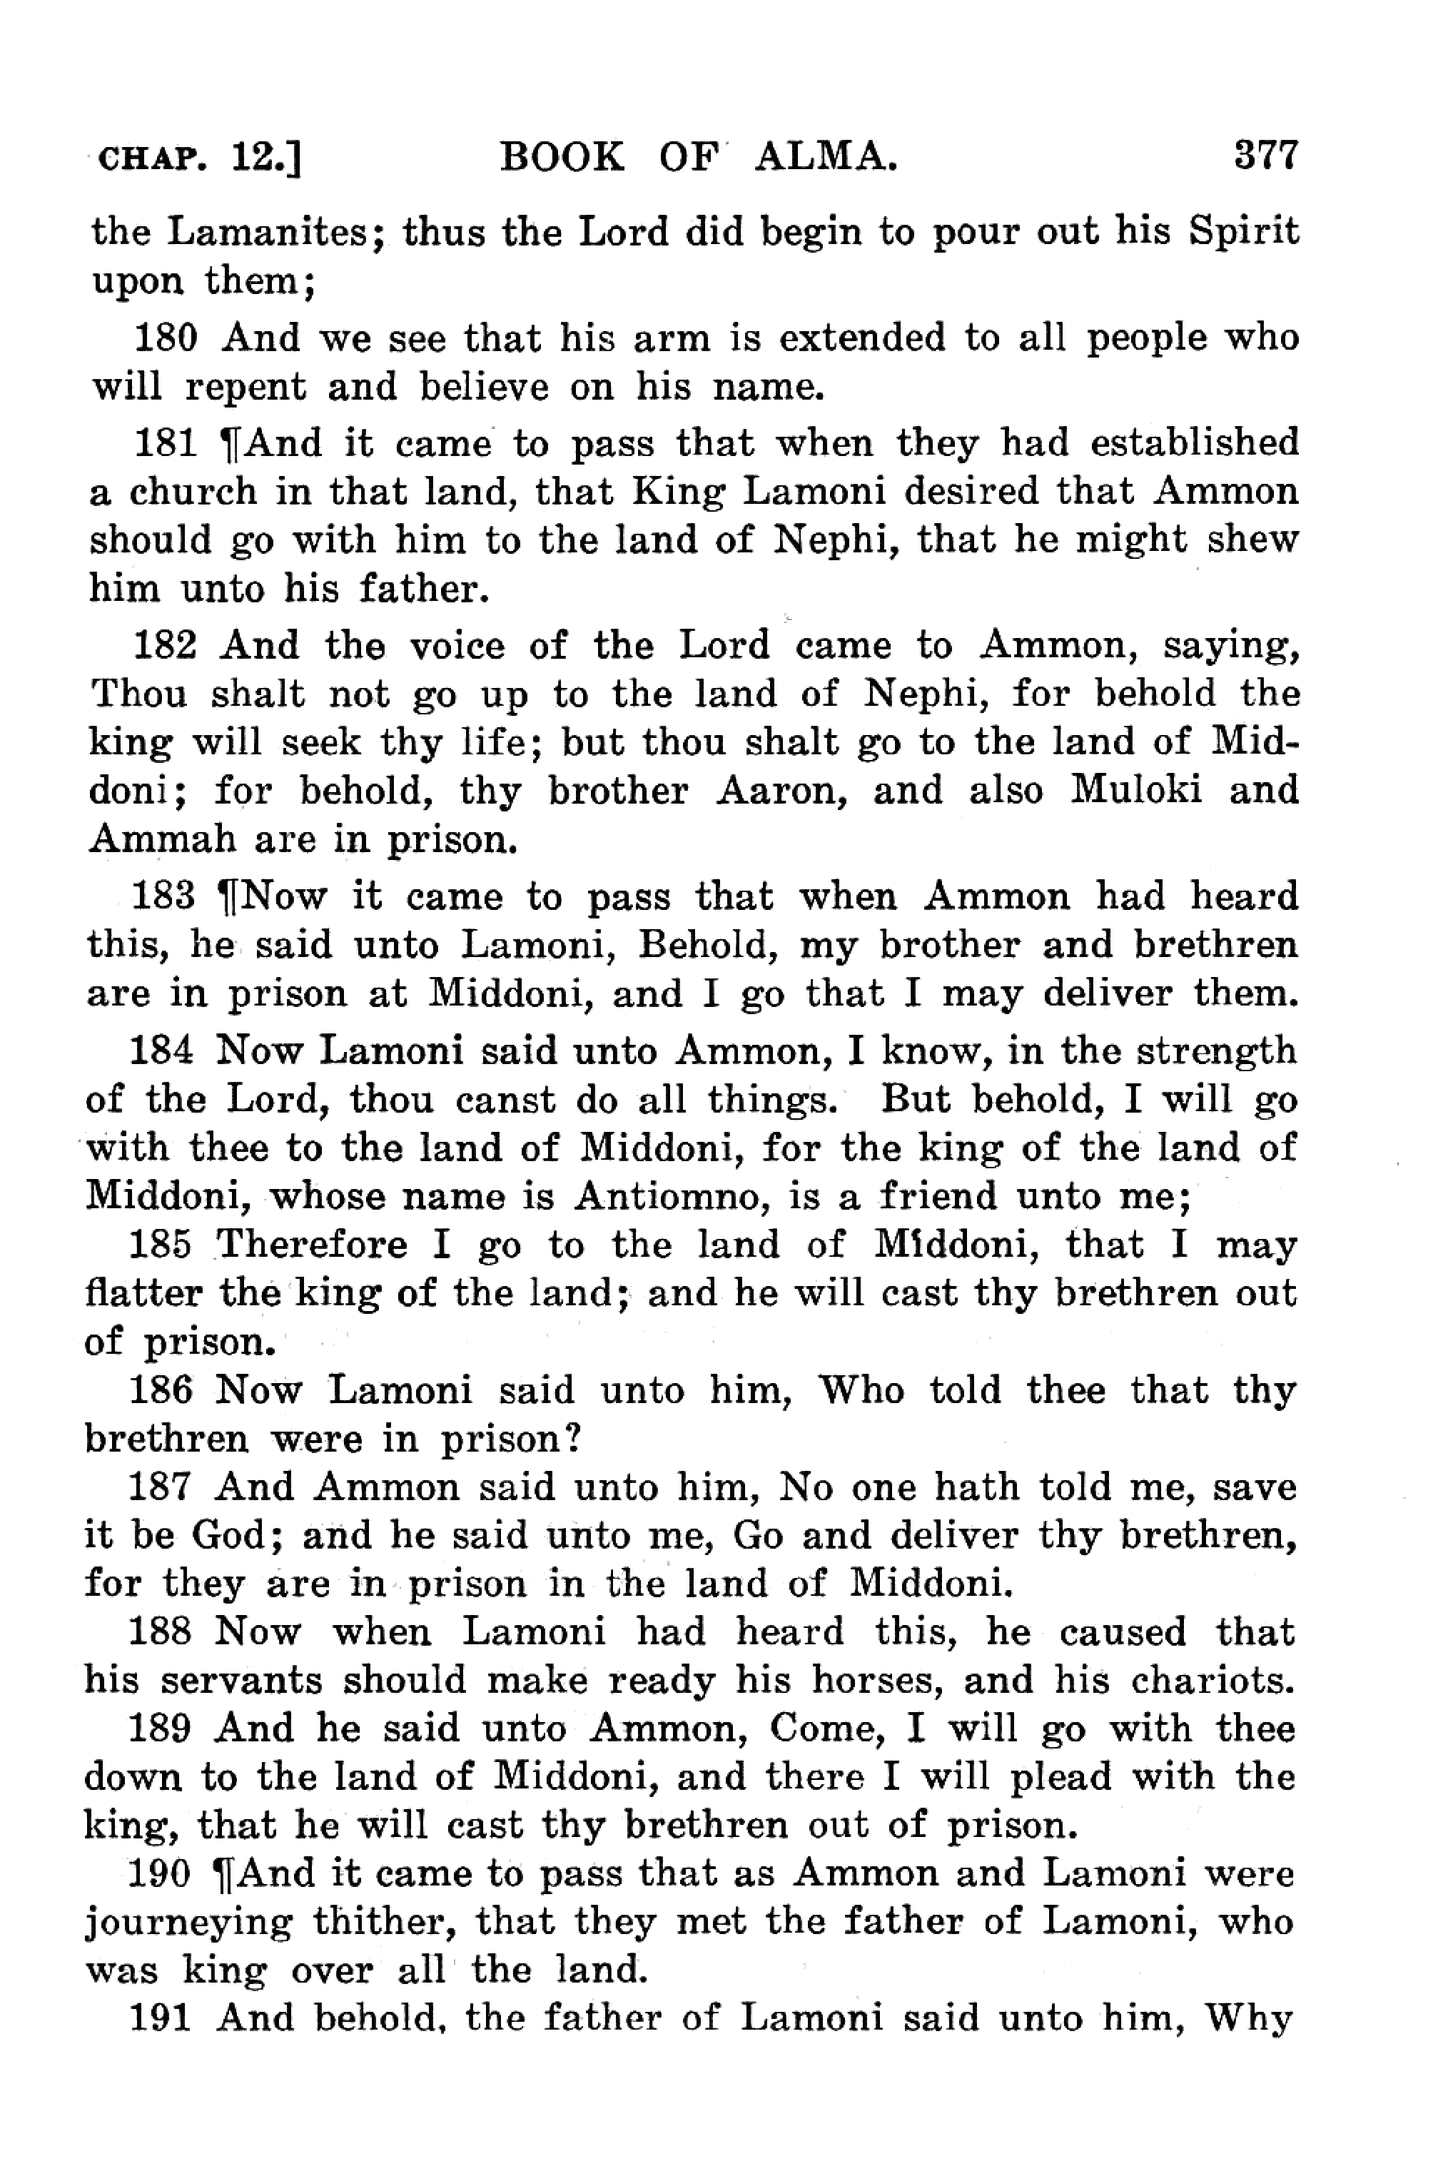 CHAP. 12.] BOOK OF ALMA. 377
the Lamanites; thus the Lord did begin to pour out his Spirit
upon them;
180 And we see that his arm is extended to all people who
will repent and believe on his name.
181 ¶And it came to pass that when they had established
a church in that land, that King Lamoni desired that Ammon
should go with him to the land of Nephi, that he might shew
him unto his father.
182 And the voice of the Lord came to Ammon, saying,
Thou shalt not go up to the land of Nephi, for behold the
king will seek thy life; but thou shalt go to the land of Mid-
doni; for behold, thy brother Aaron, and also Muloki and
Ammah are in prison.
183 ¶Now it came to pass that when Ammon had heard
this, he said unto Lamoni, Behold, my brother and brethren
are in prison at Middoni, and I go that I may deliver them.
184 Now Lamoni said unto Ammon, I know, in the strength
of the Lord, thou canst do all things. But behold, I will go
with thee to the land of Middoni, for the king of the land of
Middoni, whose name is Antiomno, is a friend unto me;
185 Therefore I go to the land of Middoni, that I may
flatter the king of the land; and he will cast thy brethren out
of prison.
186 Now Lamoni said unto him, Who told thee that thy
brethren were in prison?
187 And Ammon said unto him, No one hath told me, save
it be God; and he said unto me, Go and deliver thy brethren,
for they are in prison in the land of Middoni.
188 Now when Lamoni had heard this, he caused that
his servants should make ready his horses, and his chariots.
189 And he said unto Ammon, Come, I will go with thee
down to the land of Middoni, and there I will plead with the
king, that he will cast thy brethren out of prison.
190 ¶And it came to pass that as Ammon and Lamoni were
journeying thither, that they met the father of Lamoni, who
was king over all the land.
191 And behold, the father of Lamoni said unto him, Why